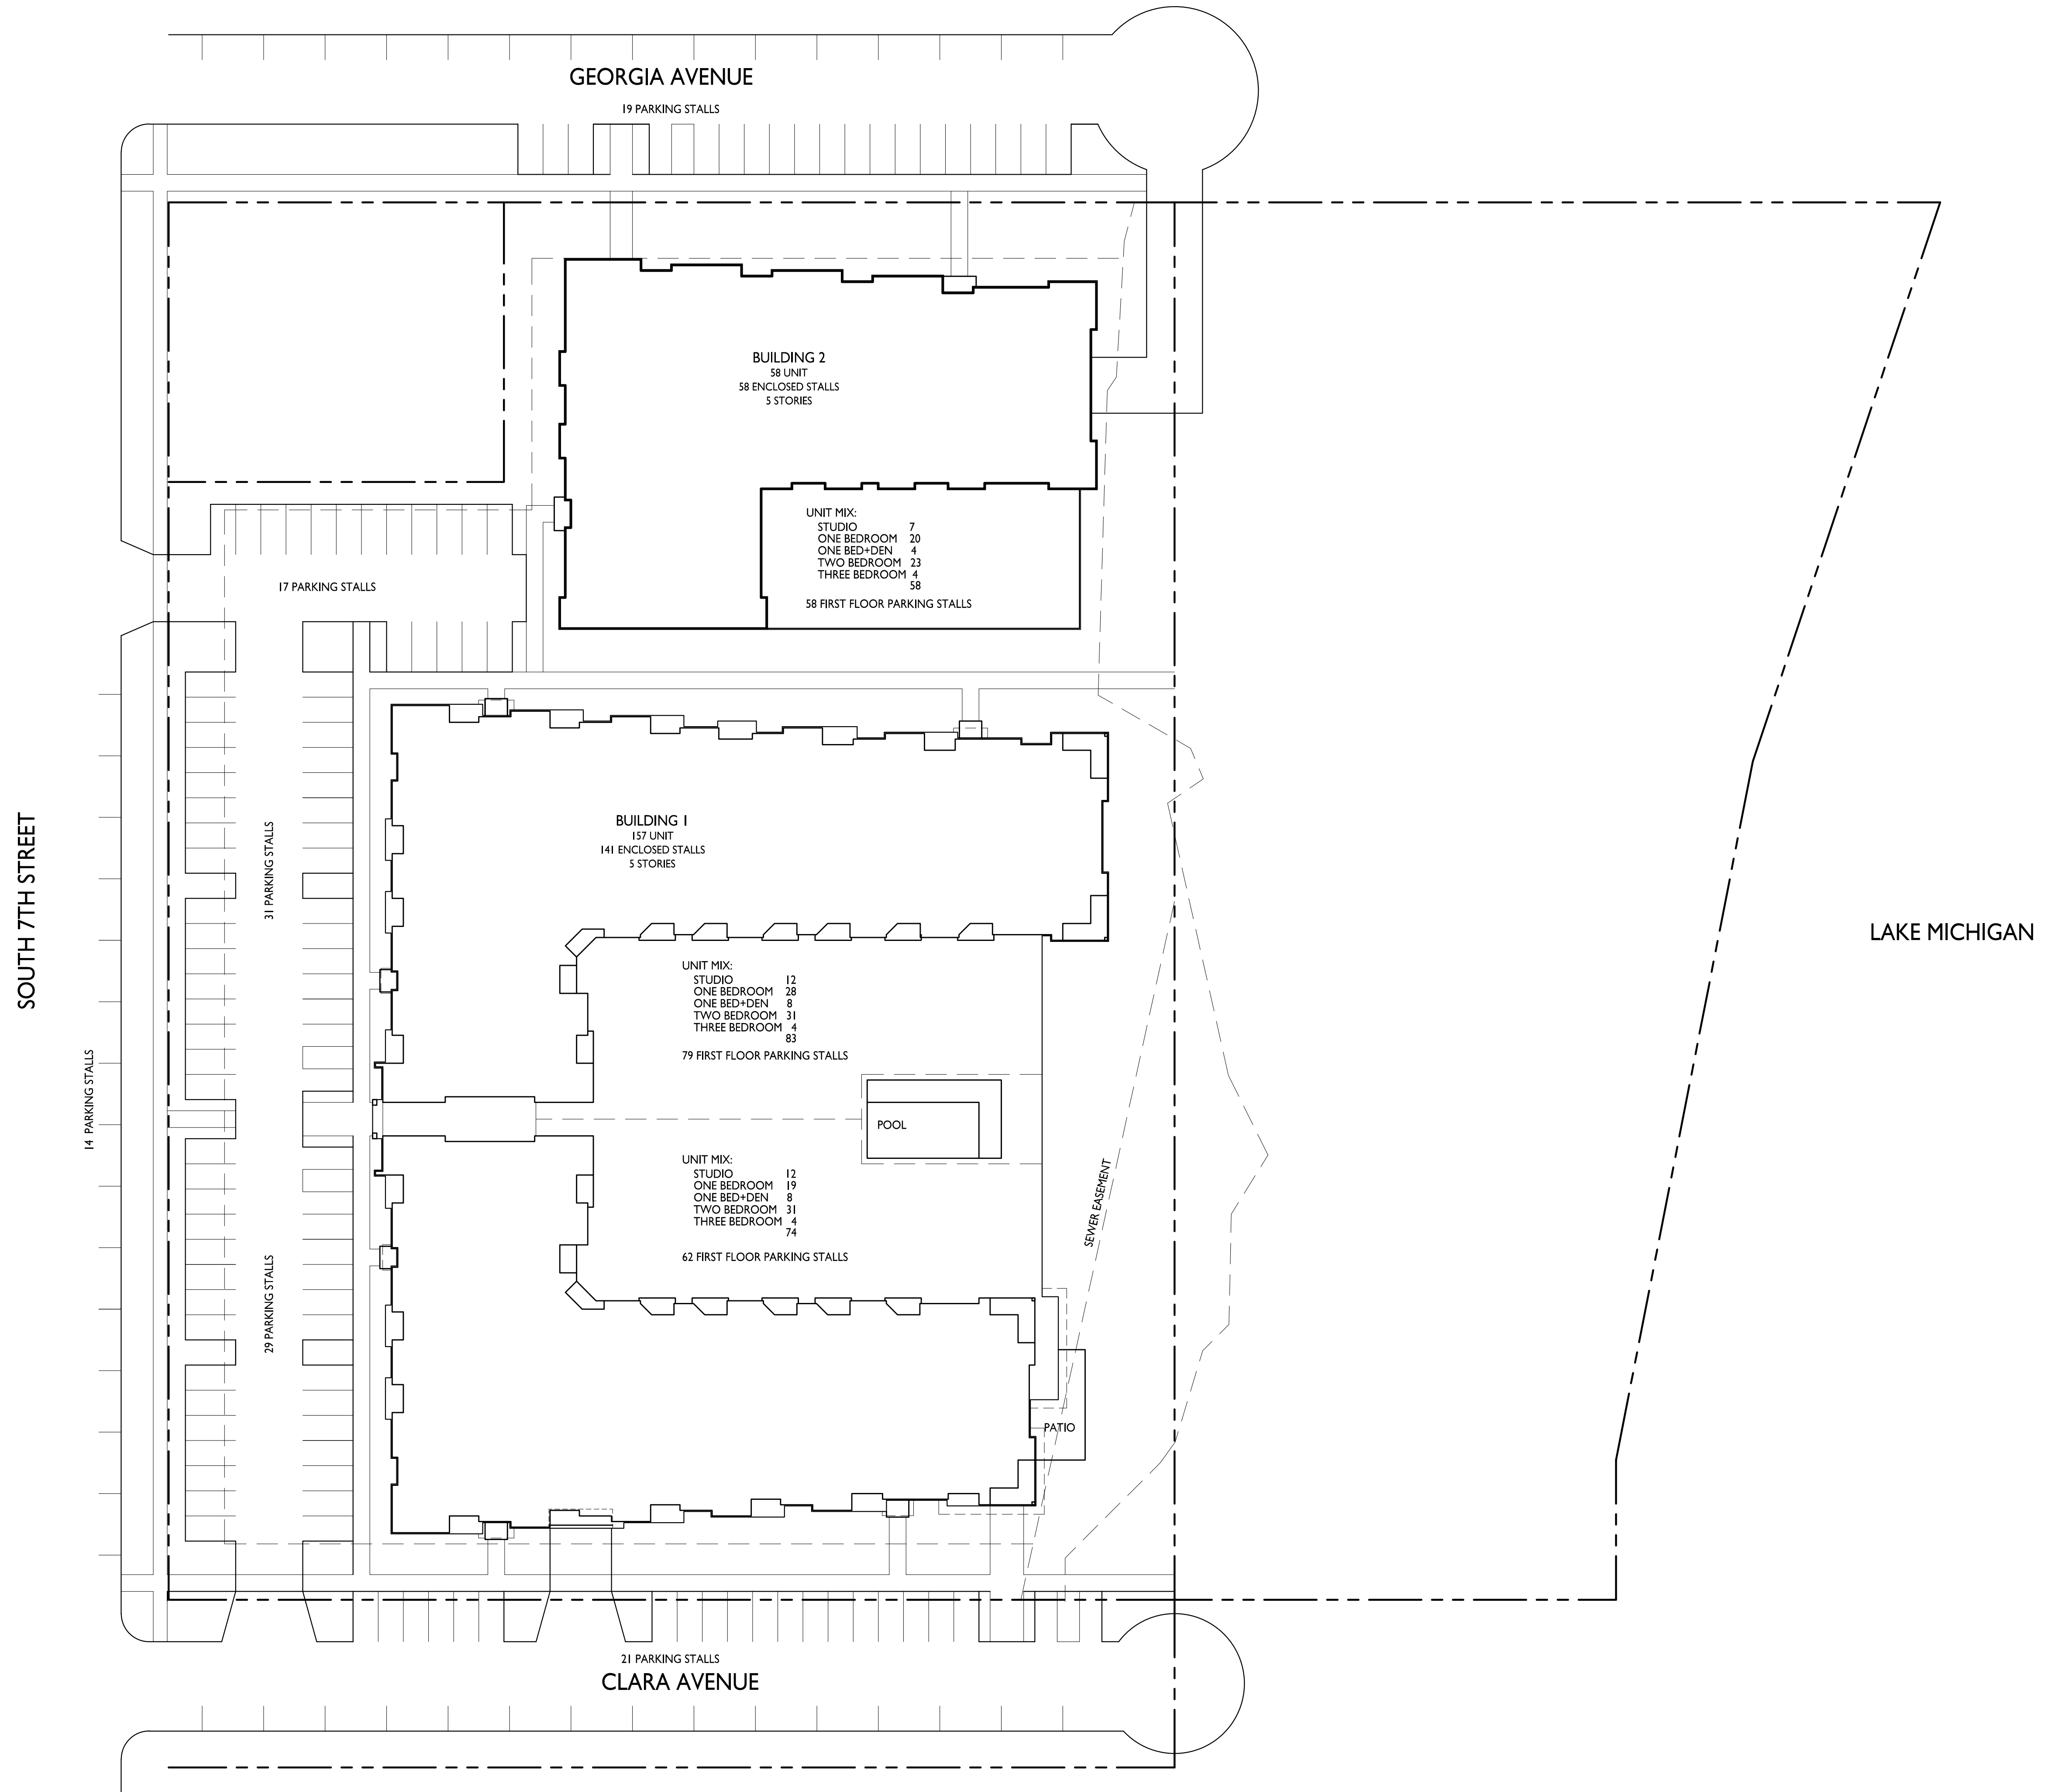 GEORGIA AVENUE
19 PARKING STALLS
BUILDING 2
58 UNIT
58 ENCLOSED STALLS
5 STORIES
UNIT MIX:
STUDIO 7
ONE BEDROOM 20
ONE BED+DEN 4
TWO BEDROOM 23
THREE BEDROOM 4
58
58 FIRST FLOOR PARKING STALLS
17 PARKING STALLS
SOUTH 7TH STREET
14 PARKING STALLS
31 PARKING STALLS
29 PARKING STALLS
BUILDING 1
157 UNIT
141 ENCLOSED STALLS
5 STORIES
UNIT MIX:
STUDIO 12
ONE BEDROOM 28
ONE BED+DEN 8
TWO BEDROOM 31
THREE BEDROOM 4
83
79 FIRST FLOOR PARKING STALLS
POOL
UNIT MIX:
STUDIO 12
ONE BEDROOM 19
ONE BED+DEN 8
TWO BEDROOM 31
THREE BEDROOM 4
74
62 FIRST FLOOR PARKING STALLS
SEWER EASEMENT
PATIO
LAKE MICHIGAN
21 PARKING STALLS
CLARA AVENUE